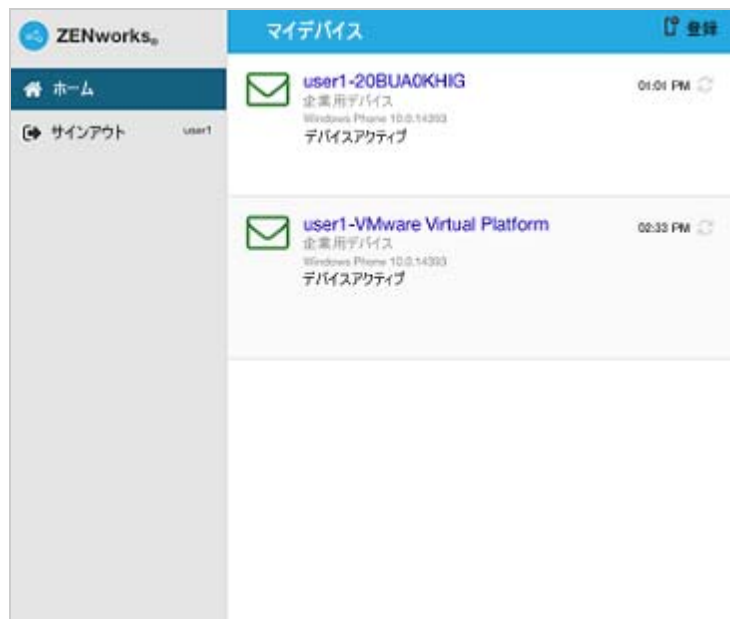 ZENworks®
マイデバイス
登録
ホーム
サインアウト
user1
user1-20BUA0KHIG
01:01 PM
企業用デバイス
Windows Phone 10.0.14393
デバイスアクティブ
user1-VMware Virtual Platform
02:33 PM
企業用デバイス
Windows Phone 10.0.14393
デバイスアクティブ